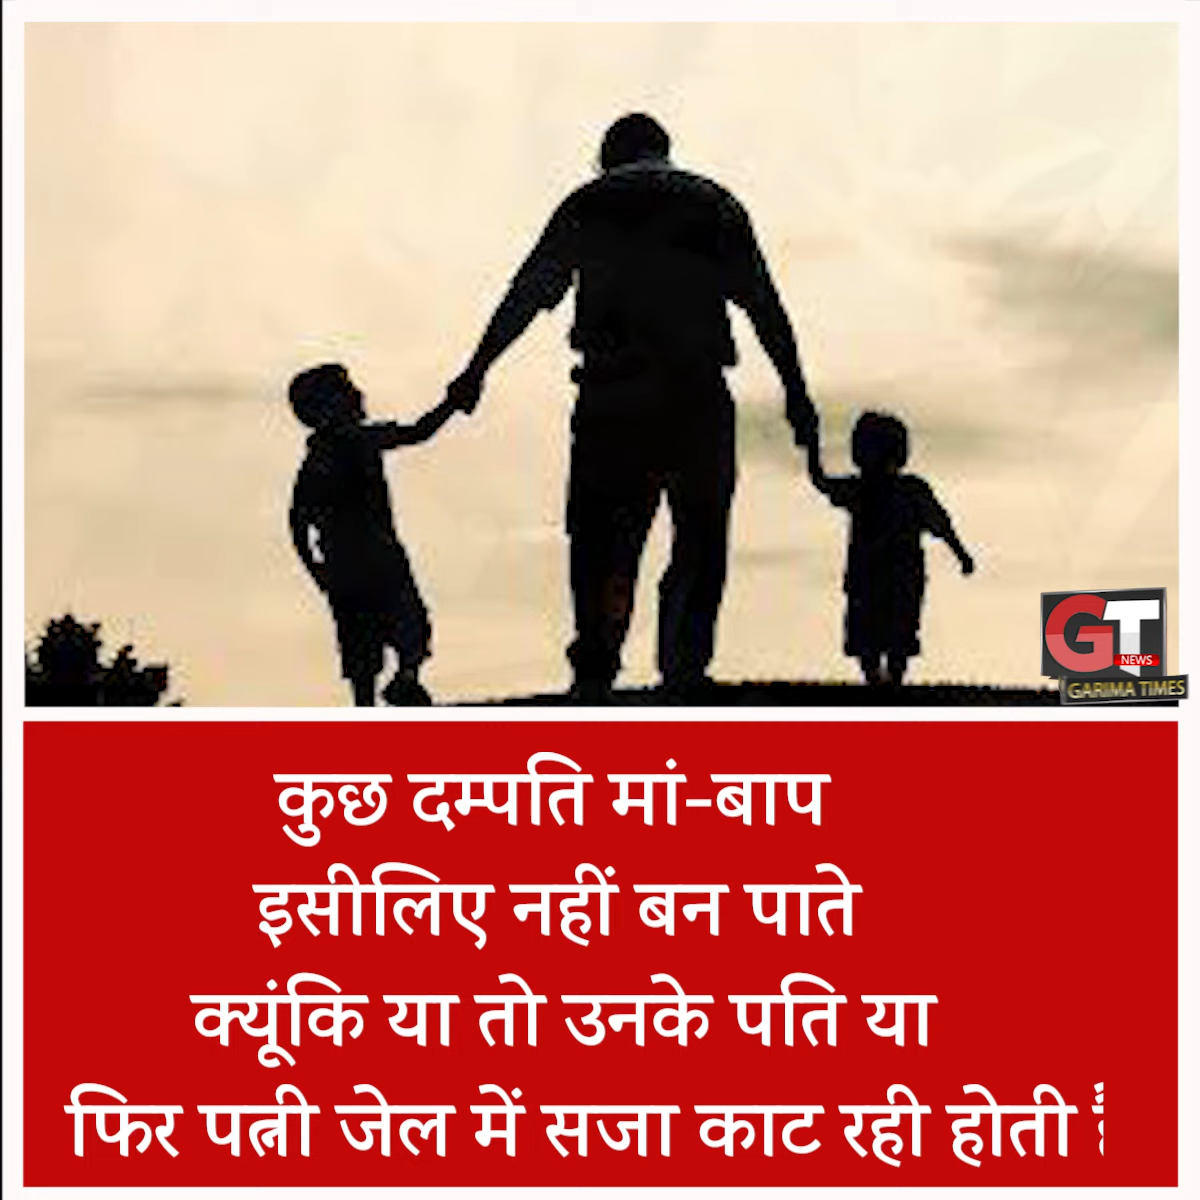 GT
NEWS
GARIMA TIMES
कुछ दम्पति मां-बाप
इसीलिए नहीं बन पाते
क्यूंकि या तो उनके पति या
फिर पत्नी जेल में सजा काट रही होती